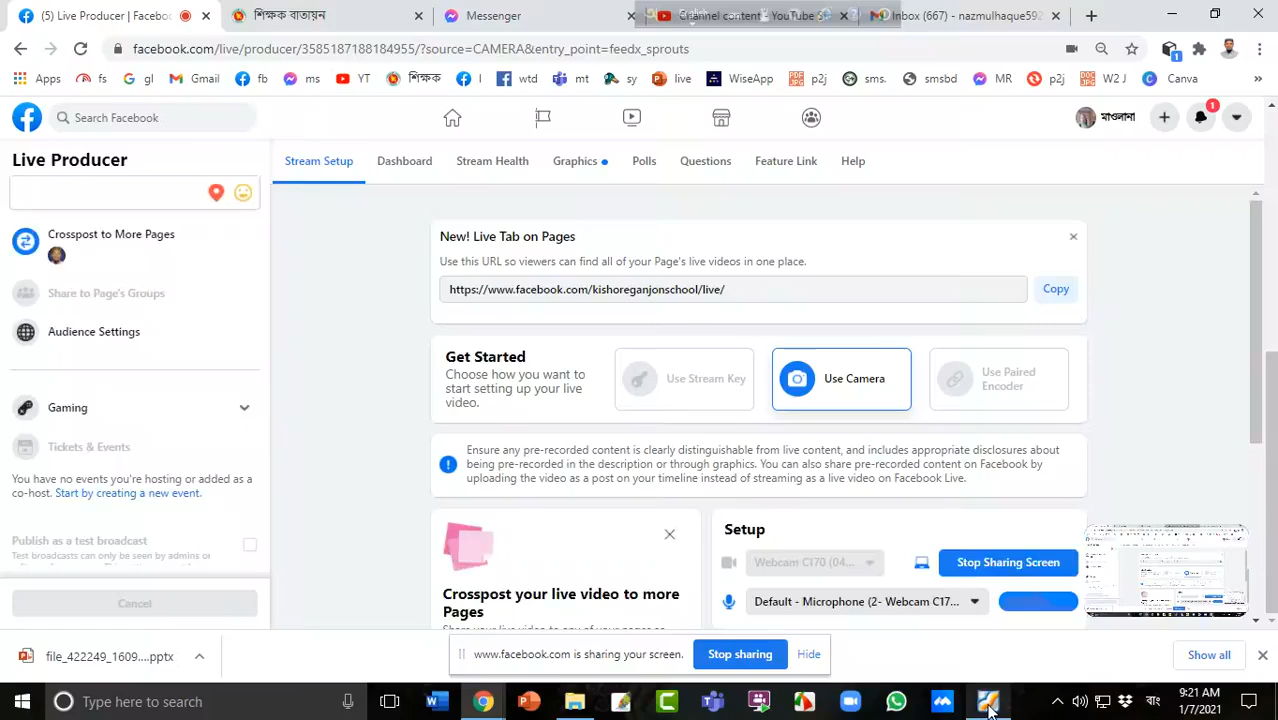 (5) Live Producer | Faceboo
শিক্ষক বাতায়ন
Messenger
Channel content - YouTube S
Inbox (667) - nazmulhaque592
facebook.com/live/producer/3585187188184955/?source=CAMERA&entry_point=feedx_sprouts
1
Apps fs gl Gmail fb ms YT শিক্ষক l wtd mt sy live WiseApp p2j sms. smsbd MR p2j W2 J Canva »
Search Facebook
মাওলানা
1
Live Producer
Stream Setup Dashboard Stream Health Graphics Polls Questions Feature Link Help
Crosspost to More Pages
Share to Page's Groups
Audience Settings
Gaming
Tickets & Events
You have no events you're hosting or added as a
co-host. Start by creating a new event.
Publish as a test broadcast
Test broadcasts can only be seen by admins or
Cancel
New! Live Tab on Pages
Use this URL so viewers can find all of your Page's live videos in one place.
https://www.facebook.com/kishoreganjonschool/live/
Copy
Get Started
Choose how you want to
start setting up your live
video.
Use Stream Key
Use Camera
Use Paired
Encoder
Ensure any pre-recorded content is clearly distinguishable from live content, and includes appropriate disclosures about
being pre-recorded in the description or through graphics. You can also share pre-recorded content on Facebook by
uploading the video as a post on your timeline instead of streaming as a live video on Facebook Live.
Crosspost your live video to more
Pages
Setup
Webcam C170 (04...
Stop Sharing Screen
Default - Microphone (2- Webcam C17...
file_422249_1609....pptx
www.facebook.com is sharing your screen.
Stop sharing
Hide
Show all
Type here to search
বাং
9:21 AM
1/7/2021